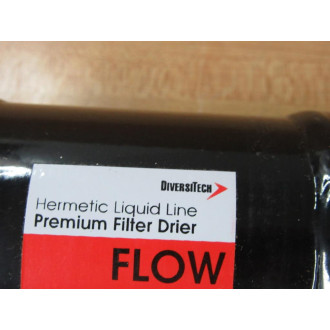 DIVERSITECH
Hermetic Liquid Line
Premium Filter Drier
FLOW